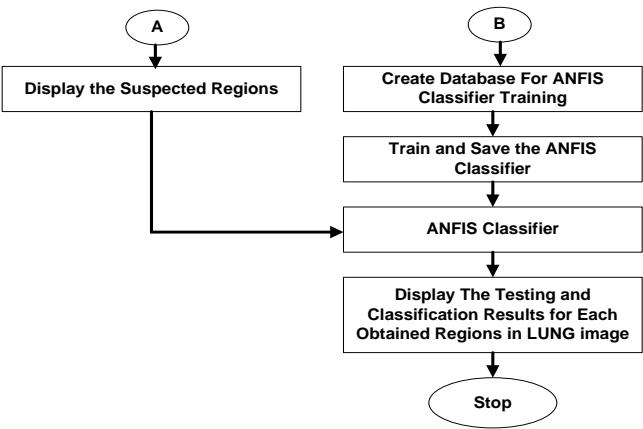 A
B
Display the Suspected Regions
Create Database For ANFIS
Classifier Training
Train and Save the ANFIS
Classifier
ANFIS Classifier
Display The Testing and
Classification Results for Each
Obtained Regions in LUNG image
Stop